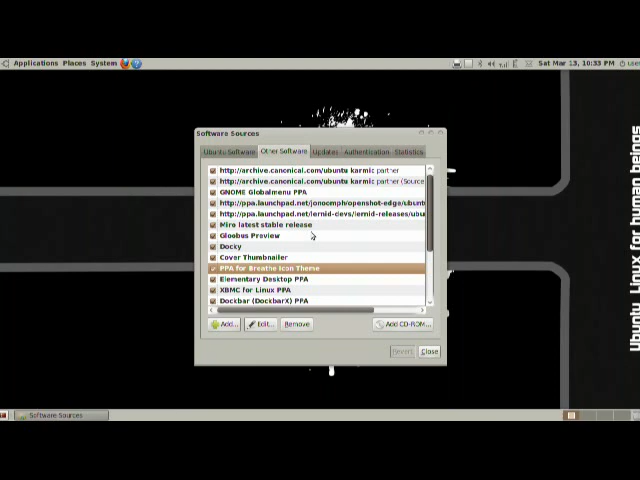 Applications Places System
Sat Mar 13, 10:33 PM
Software Sources
Ubuntu Software Other Software Updates Authentication Statistics
http://archive.canonical.com/ubuntu karmic partner
http://archive.canonical.com/ubuntu karmic partner (Source
GNOME Globalmenu PPA
http://ppa.launchpad.net/jonoomph/openshot-edge/ubunt
http://ppa.launchpad.net/lernid-devs/lernid-releases/ubun
Miro latest stable release
Gloobus Preview
Docky
Cover Thumbnailer
PPA for Breathe Icon Theme
Elementary Desktop PPA
XBMC for Linux PPA
Dockbar (DockbarX) PPA
Add... Edit... Remove Add CD-ROM...
Revert Close
Software Sources
Ubuntu, Linux for human beings